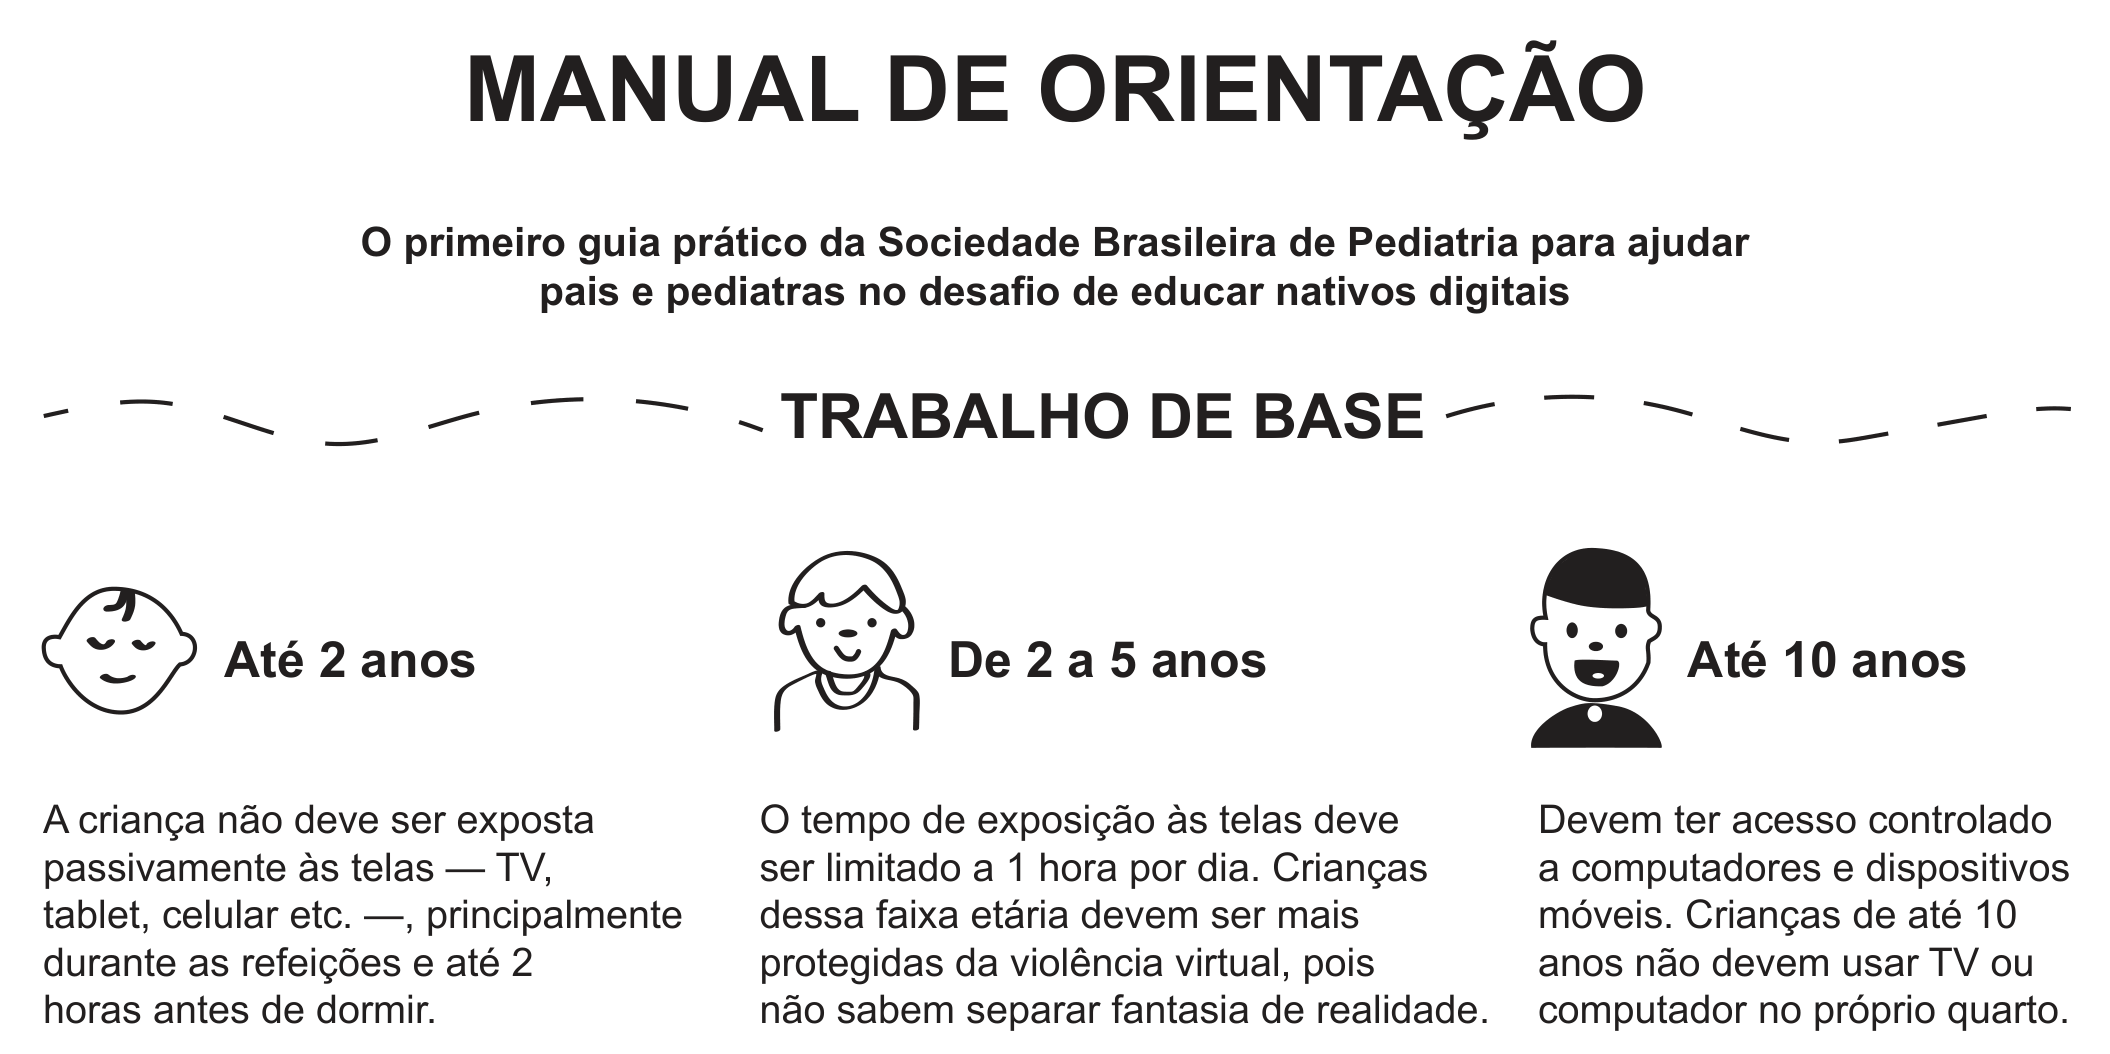 MANUAL DE ORIENTAÇÃO
O primeiro guia prático da Sociedade Brasileira de Pediatria para ajudar
pais e pediatras no desafio de educar nativos digitais
TRABALHO DE BASE
Até 2 anos
A criança não deve ser exposta
passivamente às telas — TV,
tablet, celular etc. —, principalmente
durante as refeições e até 2
horas antes de dormir.
De 2 a 5 anos
O tempo de exposição às telas deve
ser limitado a 1 hora por dia. Crianças
dessa faixa etária devem ser mais
protegidas da violência virtual, pois
não sabem separar fantasia de realidade.
Até 10 anos
Devem ter acesso controlado
a computadores e dispositivos
móveis. Crianças de até 10
anos não devem usar TV ou
computador no próprio quarto.